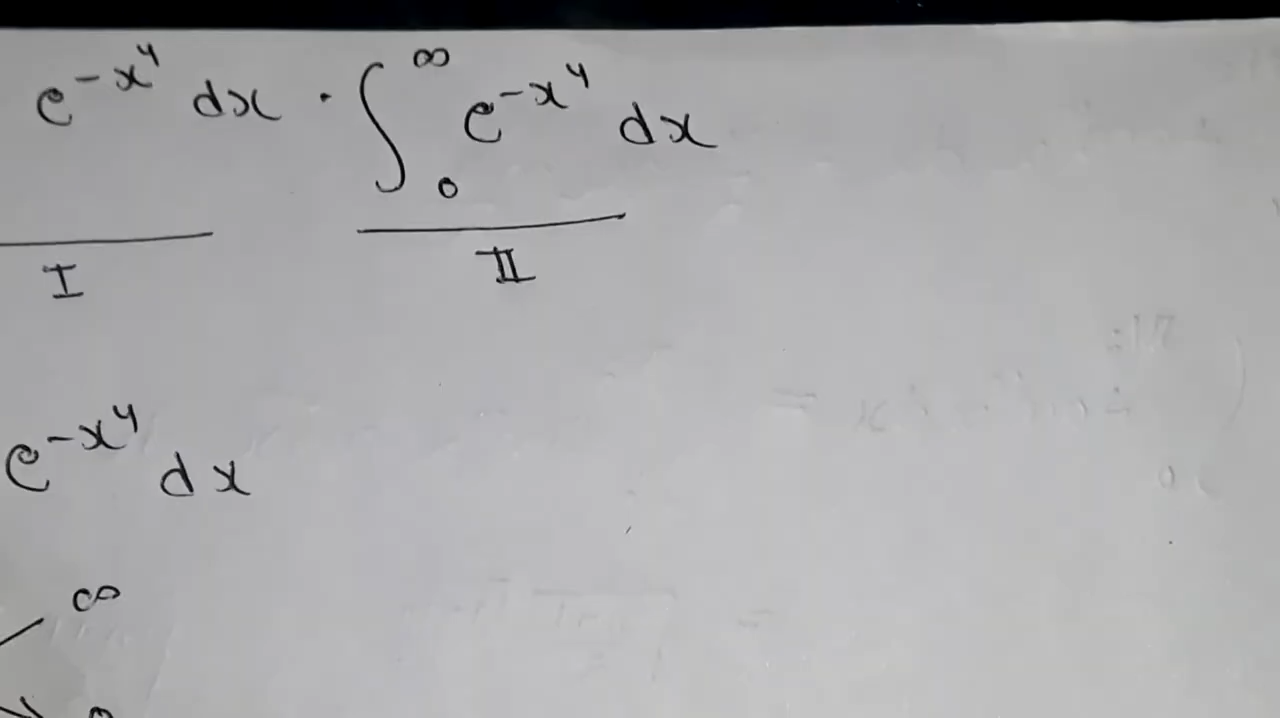 e^{-x^4} dx · ∫_0^∞ e^{-x^4} dx
I II
e^{-x^4} dx
∞